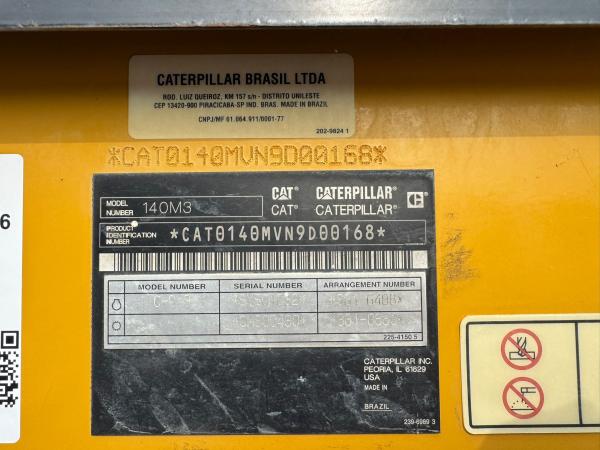 CATERPILLAR BRASIL LTDA
ROD. LUIZ QUEIROZ, KM 157 s/n - DISTRITO UNILESTE
CEP 13420-900 PIRACICABA-SP IND. BRAS. MADE IN BRAZIL
CNPJ/MF 61.064.911/0001-77
202-9824 1
*CAT0140MVN9D00168*
6
CAT® CATERPILLAR®
MODEL NUMBER 140M3
CAT® CATERPILLAR®
PRODUCT IDENTIFICATION NUMBER *CAT0140MVN9D00168*
MODEL NUMBER SERIAL NUMBER ARRANGEMENT NUMBER
225-4150 5
CATERPILLAR INC.
PEORIA, IL 61629
USA
MADE IN
BRAZIL
239-6989 3